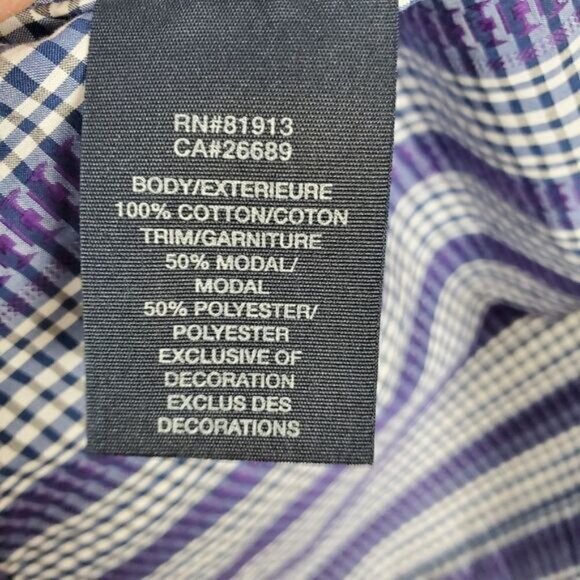 RN#81913
CA#26689
BODY/EXTERIEURE
100% COTTON/COTON
TRIM/GARNITURE
50% MODAL/
MODAL
50% POLYESTER/
POLYESTER
EXCLUSIVE OF
DECORATION
EXCLUS DES
DECORATIONS